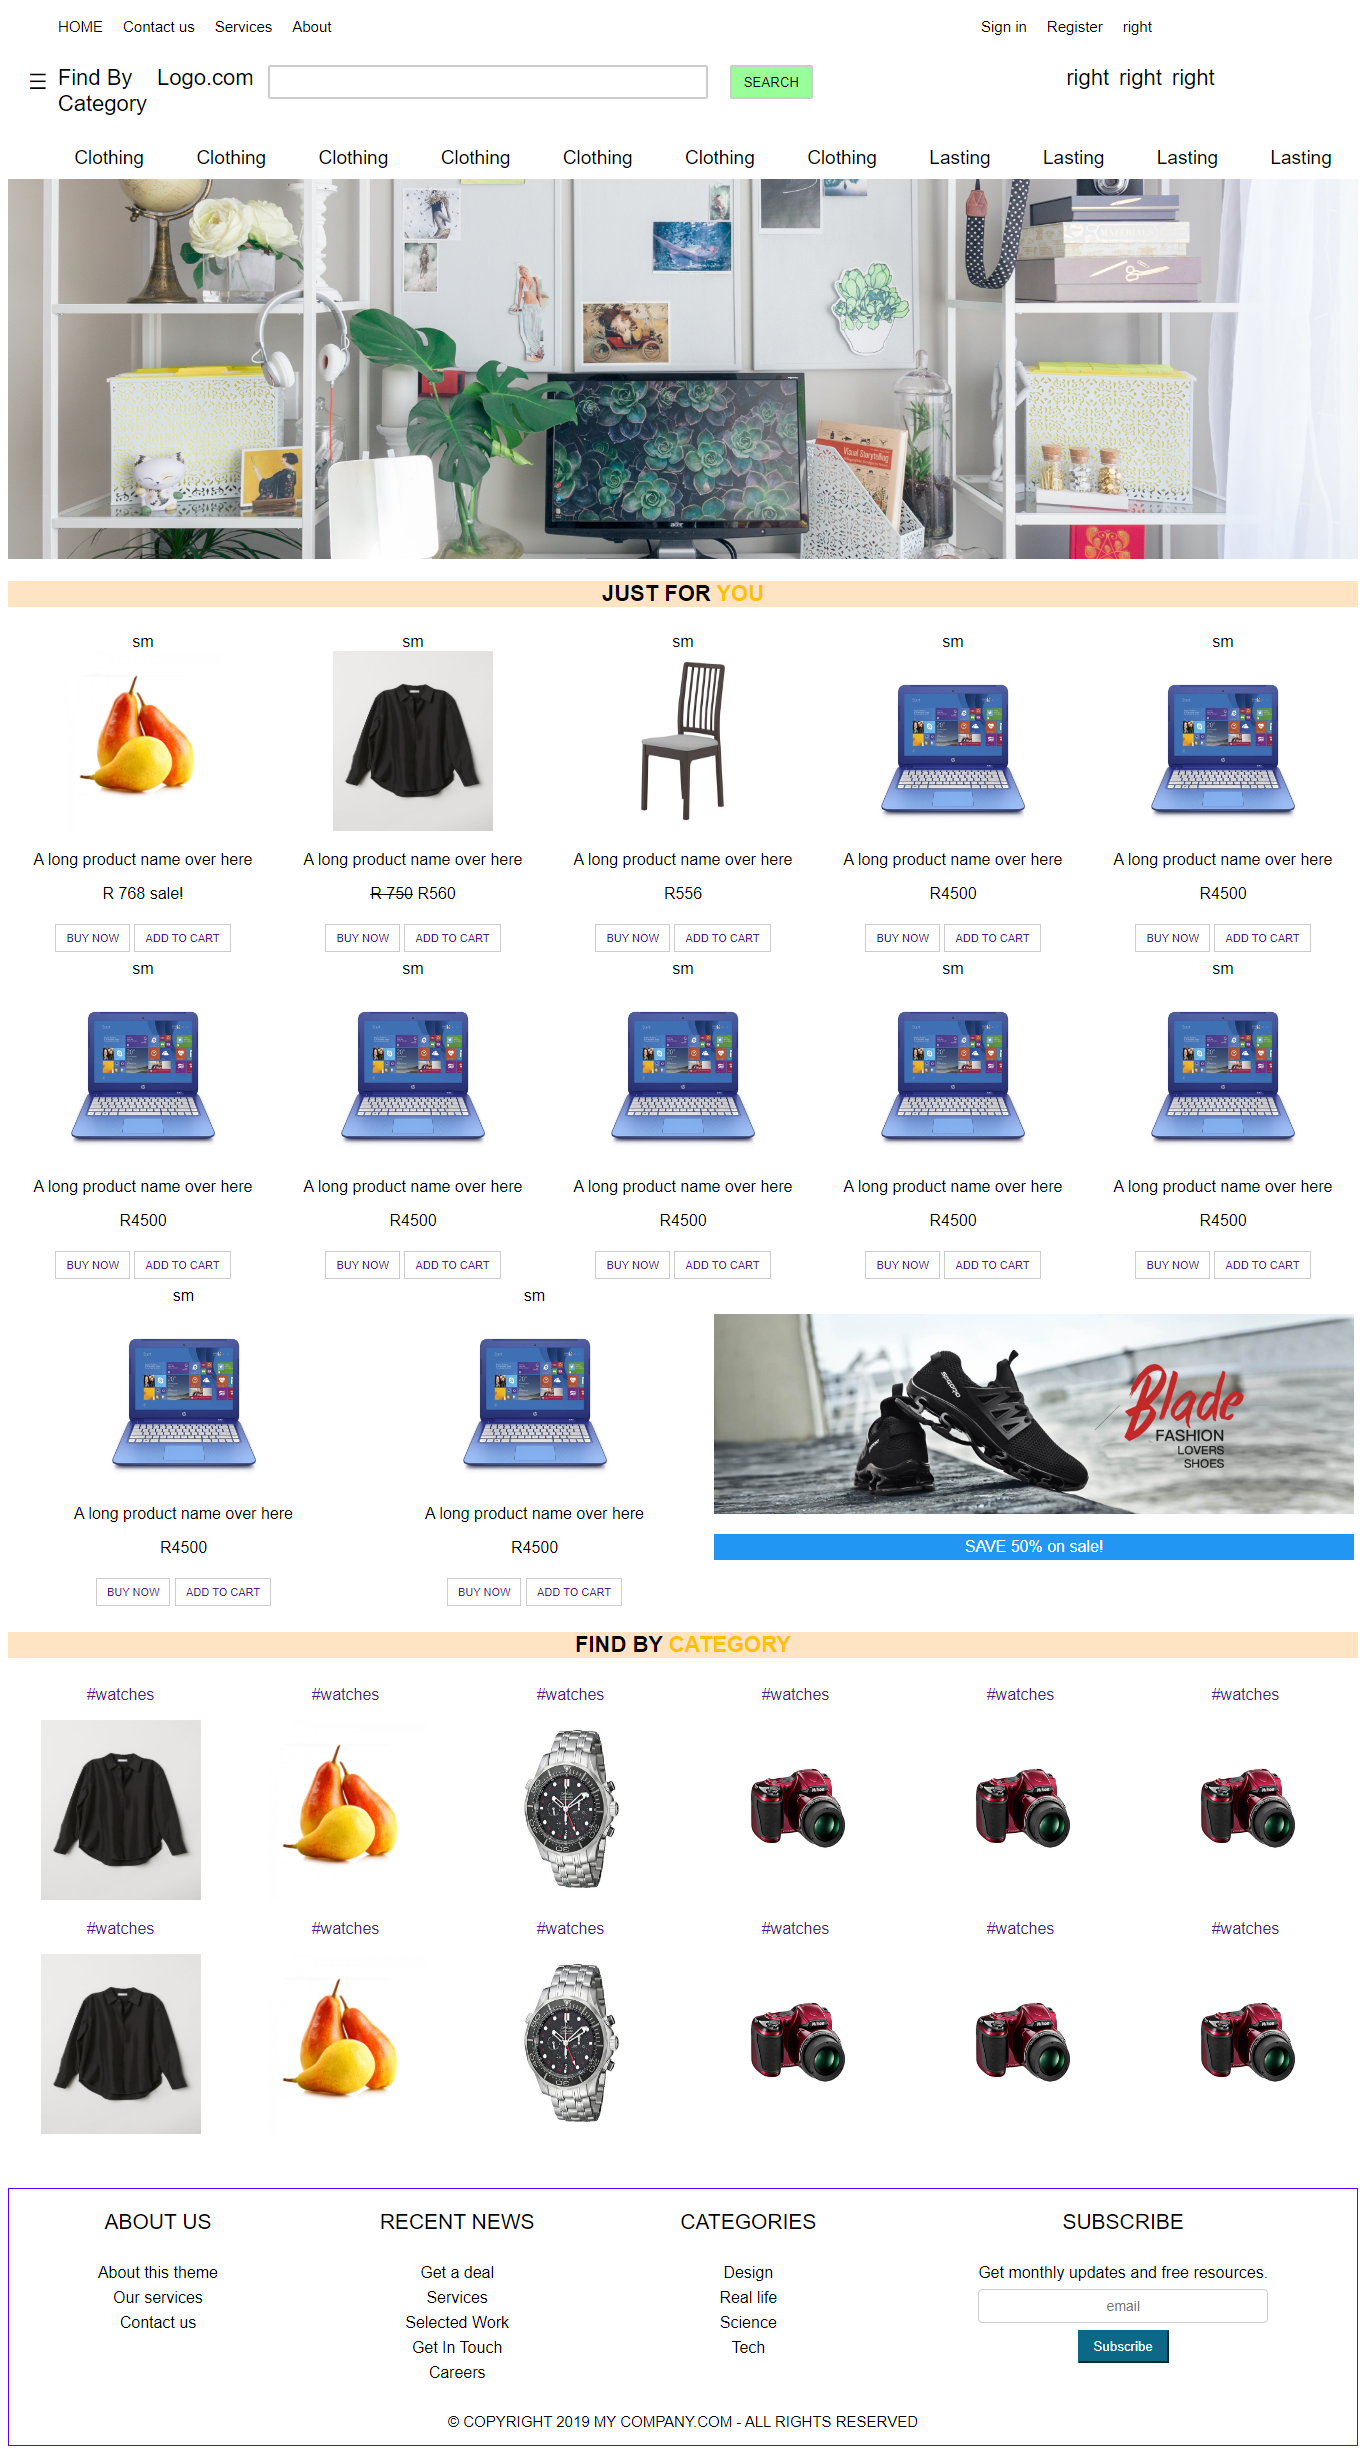 HOME Contact us Services About Sign in Register right
☰ Find By Category Logo.com SEARCH right right right
Clothing Clothing Clothing Clothing Clothing Clothing Clothing Lasting Lasting Lasting Lasting
Visual Storytelling
acer
JUST FOR YOU
sm sm sm sm sm
A long product name over here A long product name over here A long product name over here A long product name over here A long product name over here
R 768 sale! R 750 R560 R556 R4500 R4500
BUY NOW ADD TO CART BUY NOW ADD TO CART BUY NOW ADD TO CART BUY NOW ADD TO CART BUY NOW ADD TO CART
sm sm sm sm sm
A long product name over here A long product name over here A long product name over here A long product name over here A long product name over here
R4500 R4500 R4500 R4500 R4500
BUY NOW ADD TO CART BUY NOW ADD TO CART BUY NOW ADD TO CART BUY NOW ADD TO CART BUY NOW ADD TO CART
sm sm
Blade
FASHION
LOVERS
SHOES
A long product name over here A long product name over here
R4500 R4500
SAVE 50% on sale!
BUY NOW ADD TO CART BUY NOW ADD TO CART
FIND BY CATEGORY
#watches #watches #watches #watches #watches #watches
#watches #watches #watches #watches #watches #watches
ABOUT US RECENT NEWS CATEGORIES SUBSCRIBE
About this theme Get a deal Design Get monthly updates and free resources.
Our services Services Real life email
Contact us Selected Work Science
Get In Touch Tech Subscribe
Careers
© COPYRIGHT 2019 MY COMPANY.COM - ALL RIGHTS RESERVED